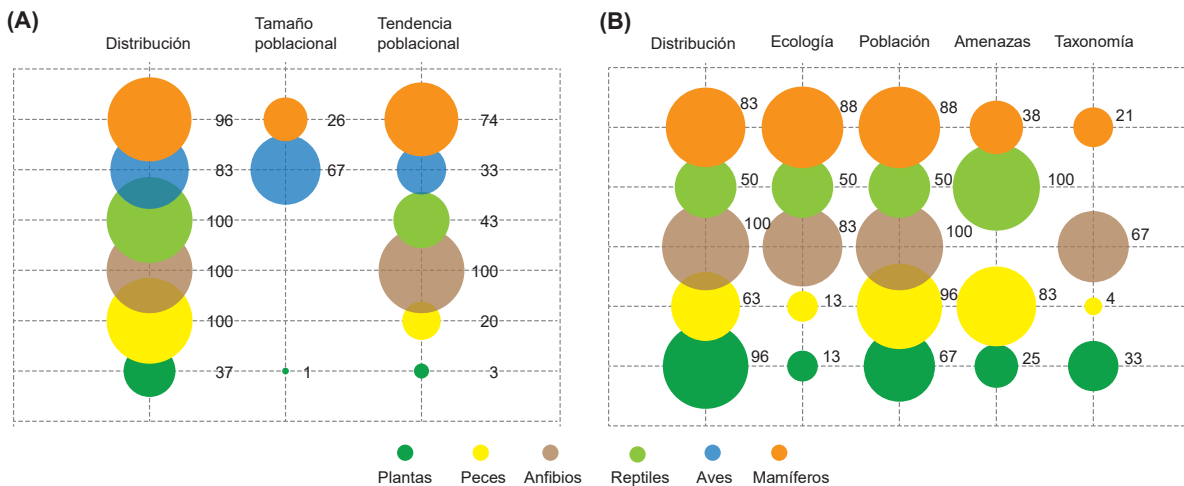 (A)
Distribución
Tamaño
poblacional
Tendencia
poblacional
96 26 74
83 67 33
100 43
100 100
100 20
37 1 3
(B)
Distribución Ecología Población Amenazas Taxonomía
83 88 88 38 21
50 50 50 100
100 83 100 67
63 13 96 83 4
96 13 67 25 33
Plantas Peces Anfibios Reptiles Aves Mamíferos